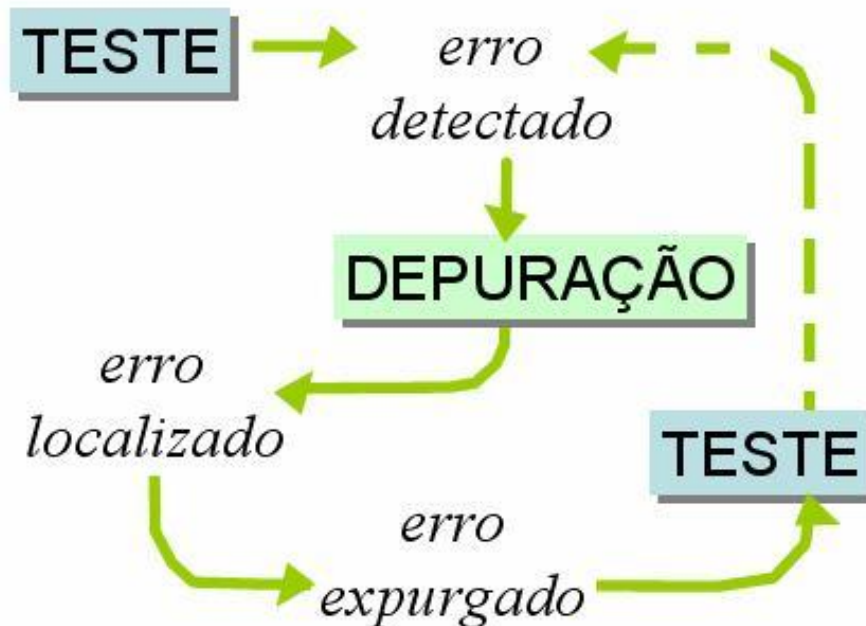 TESTE
erro
detectado
DEPURAÇÃO
erro
localizado
TESTE
erro
expurgado